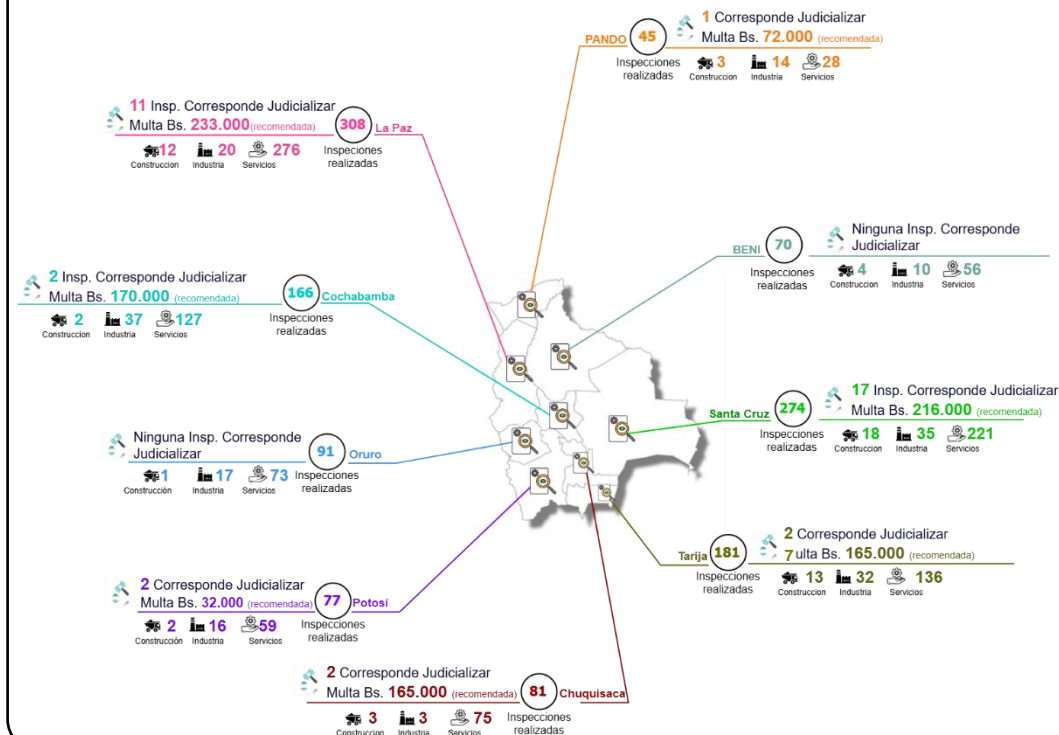 1 Corresponde Judicializar
PANDO 45 Multa Bs. 72.000 (recomendada)
Inspecciones
realizadas
3 14 28
Construccion Industria Servicios
11 Insp. Corresponde Judicializar
Multa Bs. 233.000 (recomendada) 308 La Paz
12 20 276
Construccion Industria Servicios
Inspeciones
realizadas
Ninguna Insp. Corresponde
Judicializar
BENI 70
Inspecciones
realizadas
4 10 56
Construccion Industria Servicios
2 Insp. Corresponde Judicializar
Multa Bs. 170.000 (recomendada) 166 Cochabamba
2 37 127
Construccion Industria Servicios
Inspecciones
realizadas
17 Insp. Corresponde Judicializar
Santa Cruz 274 Multa Bs. 216.000 (recomendada)
Inspecciones
realizadas
18 35 221
Construccion Industria Servicios
Ninguna Insp. Corresponde
Judicializar
91 Oruro
1 17 73
Construcción Industria Servicios
Inspecciones
realizadas
2 Corresponde Judicializar
Tarija 181 7 ulta Bs. 165.000 (recomendada)
Inspecciones
realizadas
13 32 136
Construccion Industria Servicios
2 Corresponde Judicializar
Multa Bs. 32.000 (recomendada) 77 Potosí
2 16 59
Construcción Industria Servicios
Inspecciones
realizadas
2 Corresponde Judicializar
Multa Bs. 165.000 (recomendada) 81 Chuquisaca
3 3 75
Construccion Industria Servicios
Inspecciones
realizadas